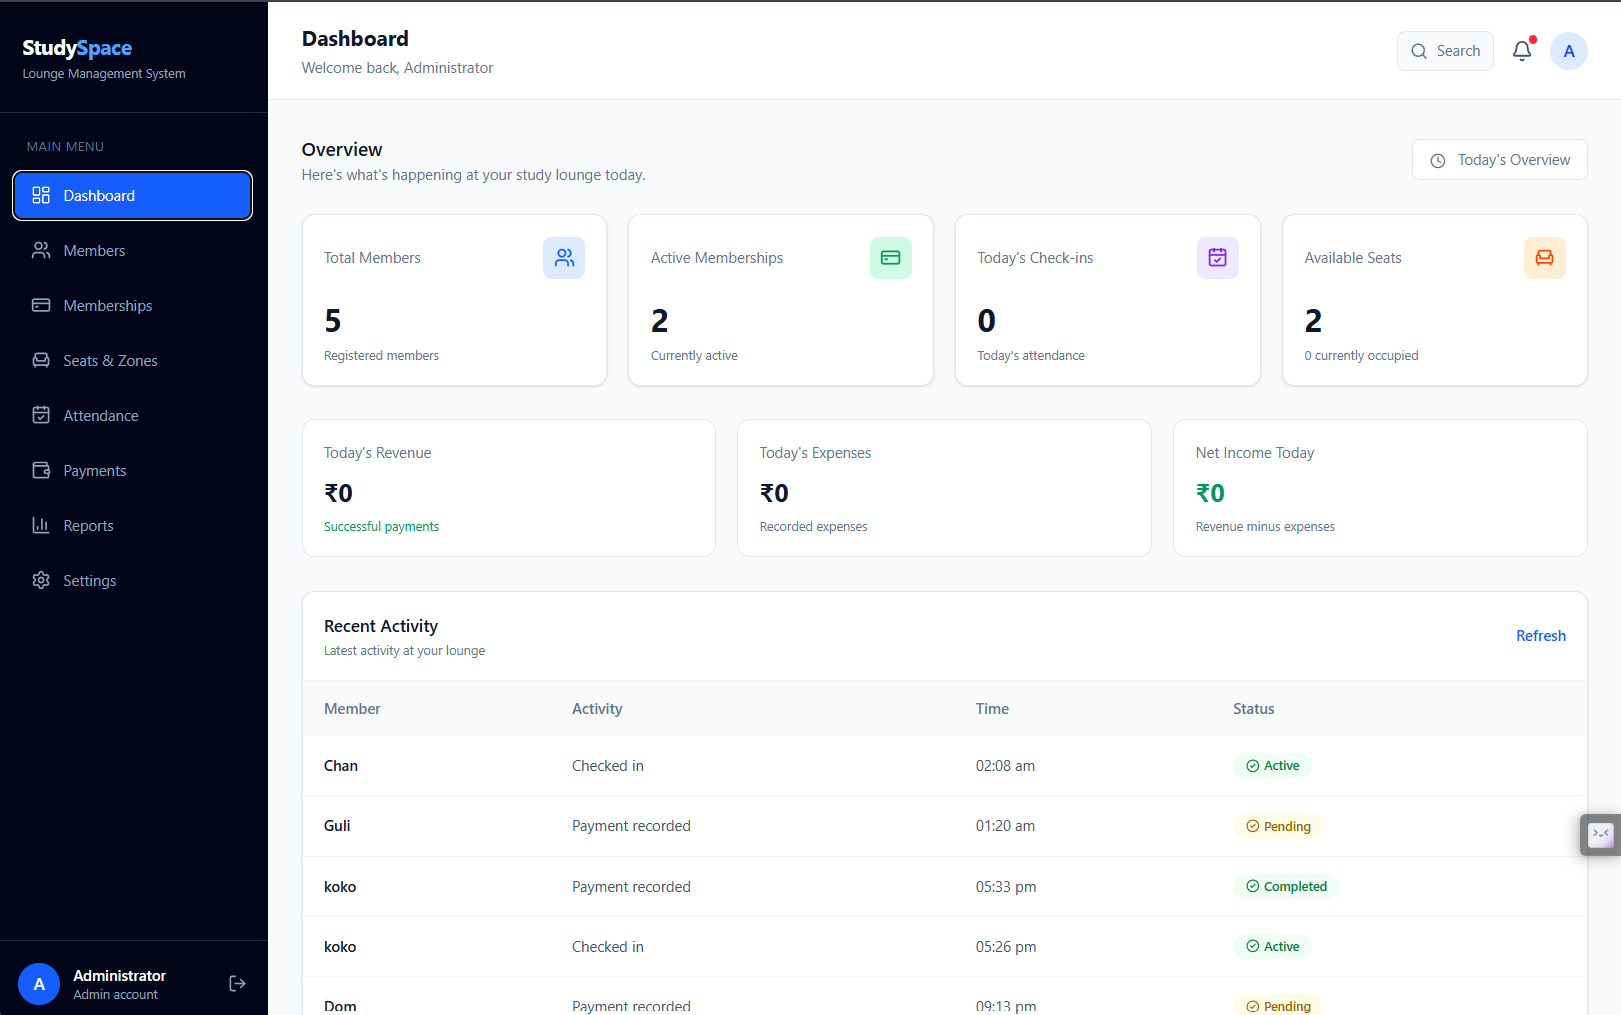 StudySpace
Lounge Management System
MAIN MENU
Dashboard
Members
Memberships
Seats & Zones
Attendance
Payments
Reports
Settings
A
Administrator
Admin account
Dashboard
Welcome back, Administrator
Search
A
Overview
Here's what's happening at your study lounge today.
Today's Overview
Total Members
5
Registered members
Active Memberships
2
Currently active
Today's Check-ins
0
Today's attendance
Available Seats
2
0 currently occupied
Today's Revenue
₹0
Successful payments
Today's Expenses
₹0
Recorded expenses
Net Income Today
₹0
Revenue minus expenses
Recent Activity
Latest activity at your lounge
Refresh
Member Activity Time Status
Chan Checked in 02:08 am Active
Guli Payment recorded 01:20 am Pending
koko Payment recorded 05:33 pm Completed
koko Checked in 05:26 pm Active
Dom Payment recorded 09:13 pm Pending